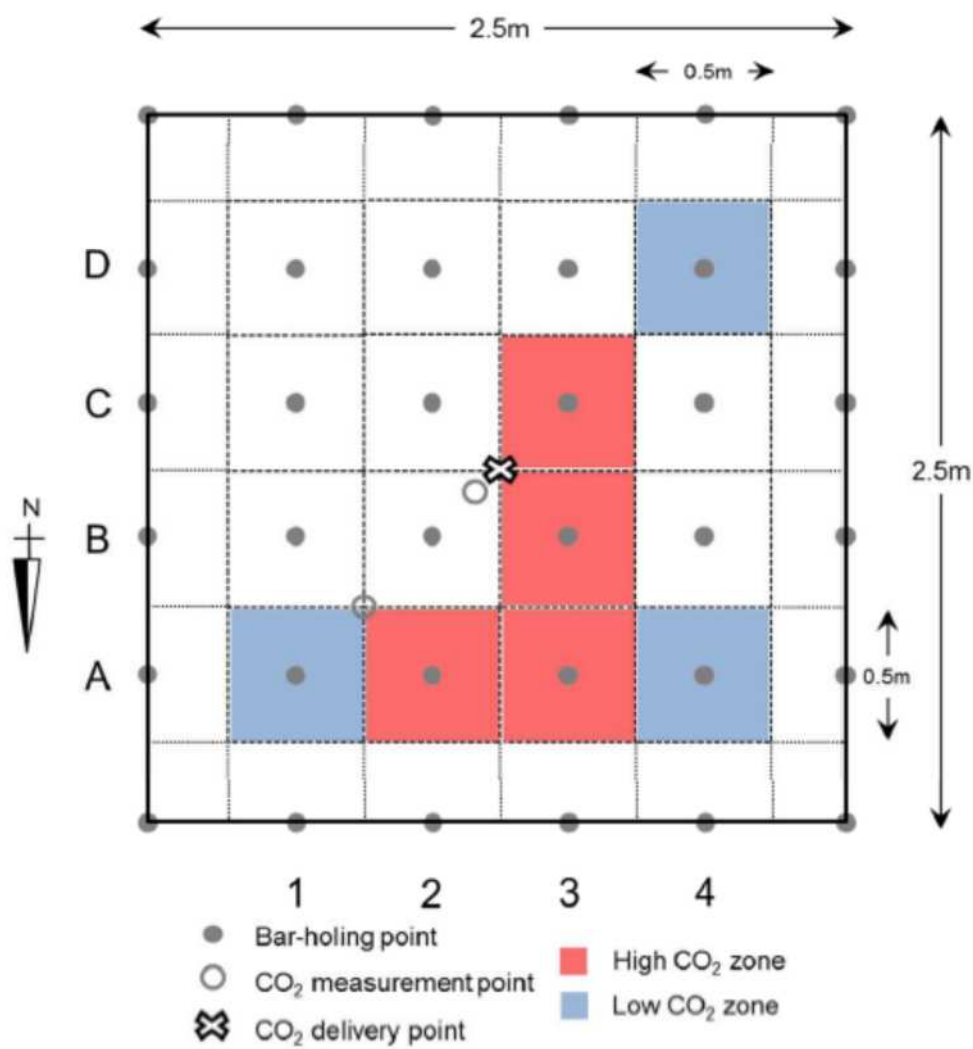 2.5m
0.5m
D
C
2.5m
N
B
A
0.5m
1 2 3 4
Bar-holing point
CO₂ measurement point
CO₂ delivery point
High CO₂ zone
Low CO₂ zone